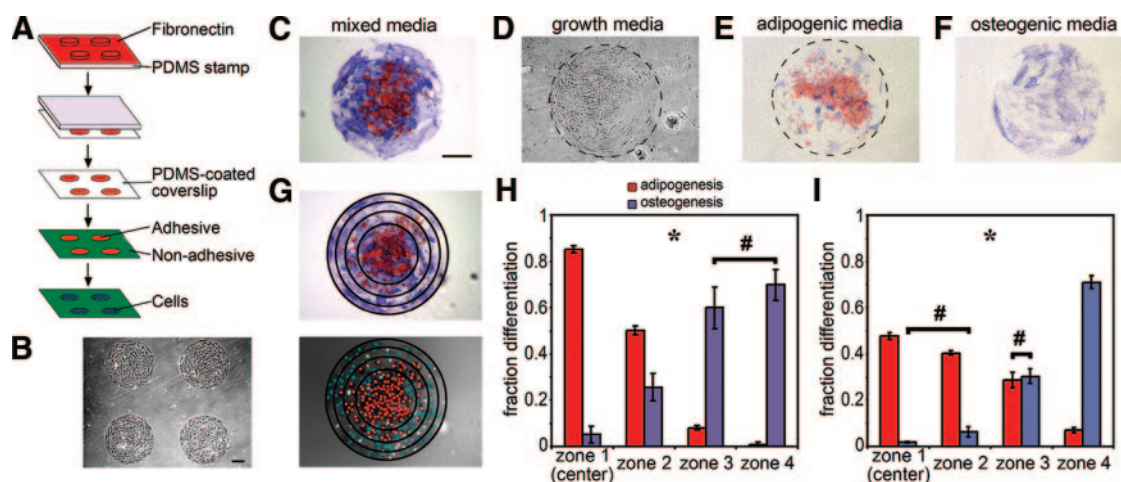 A
Fibronectin
PDMS stamp
PDMS-coated
coverslip
Adhesive
Non-adhesive
Cells
B
C
mixed media
D
growth media
E
adipogenic media
F
osteogenic media
G
H
adipogenesis
osteogenesis
fraction differentiation
1
0.8
0.6
0.4
0.2
0
*
#
zone 1
(center)
zone 2
zone 3
zone 4
I
fraction differentiation
1
0.8
0.6
0.4
0.2
0
*
#
#
zone 1
(center)
zone 2
zone 3
zone 4